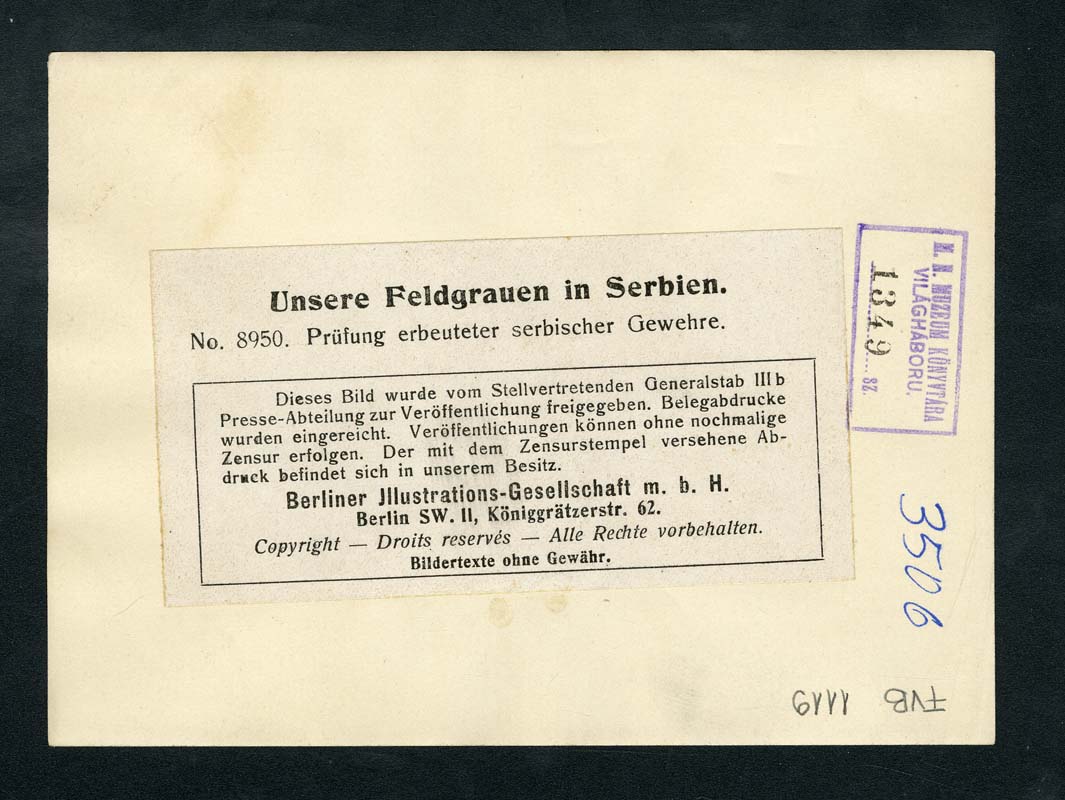 Unsere Feldgrauen in Serbien.
No. 8950. Prüfung erbeuteter serbischer Gewehre.
Dieses Bild wurde vom Stellvertretenden Generalstab III b
Presse-Abteilung zur Veröffentlichung freigegeben. Belegabdrucke
wurden eingereicht. Veröffentlichungen können ohne nochmalige
Zensur erfolgen. Der mit dem Zensurstempel versehene Ab-
druck befindet sich in unserem Besitz.
Berliner Jllustrations-Gesellschaft m. b. H.
Berlin SW. 11, Königgrätzerstr. 62.
Copyright — Droits reservés — Alle Rechte vorbehalten.
Bildertexte ohne Gewähr.
M. N. MUZEUM KÖNYVTÁRA
VILÁGHÁBORU.
1349 SZ.
3506
FVB 1119